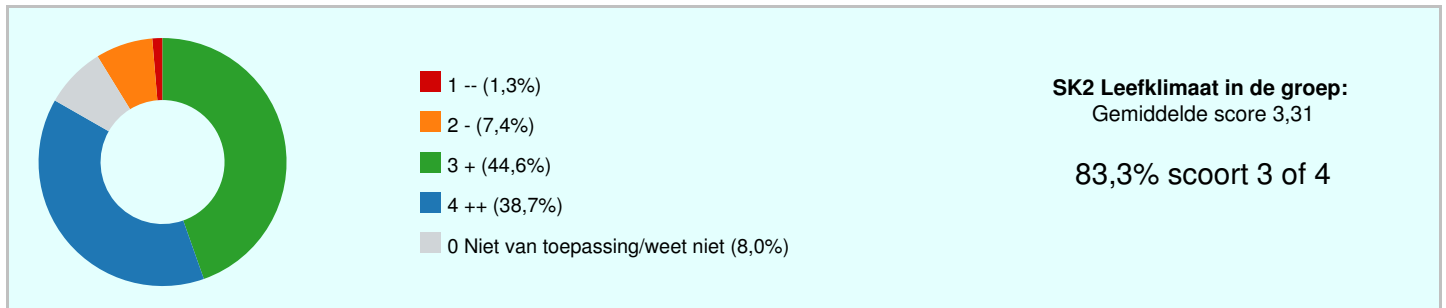 1 -- (1,3%)
2 - (7,4%)
3 + (44,6%)
4 ++ (38,7%)
0 Niet van toepassing/weet niet (8,0%)
SK2 Leefklimaat in de groep:
Gemiddelde score 3,31
83,3% scoort 3 of 4